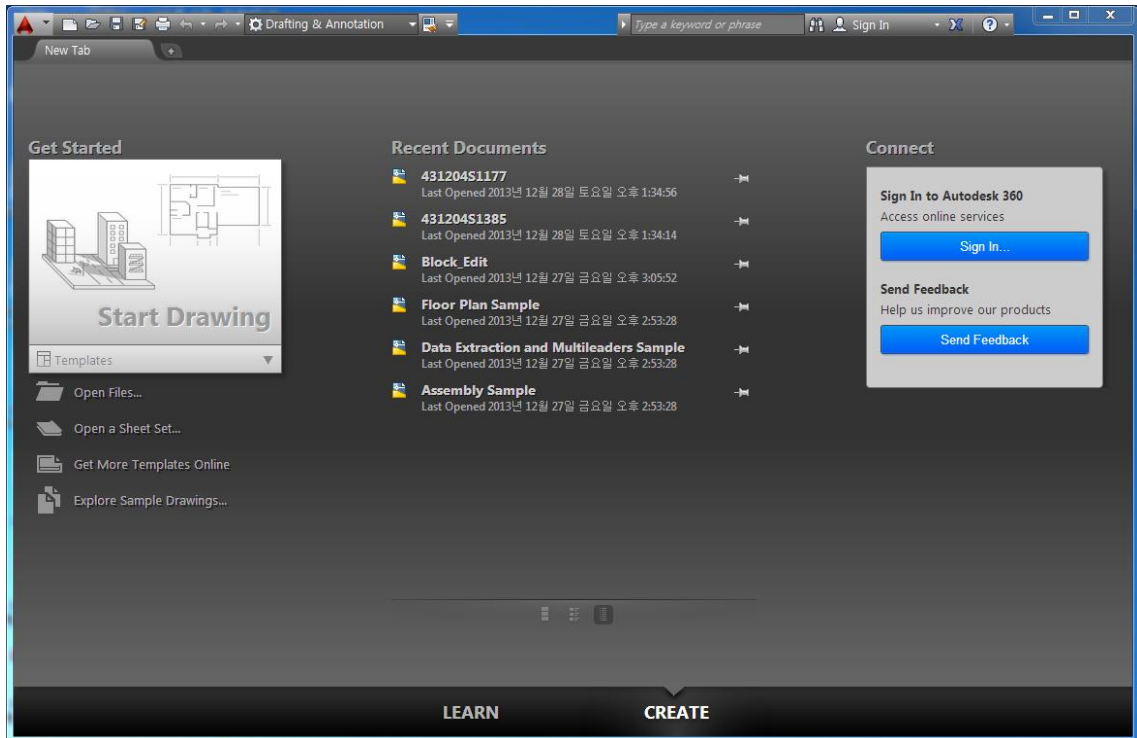 Drafting & Annotation
Type a keyword or phrase
Sign In
New Tab
Get Started
Start Drawing
Templates
Open Files...
Open a Sheet Set...
Get More Templates Online
Explore Sample Drawings...
Recent Documents
431204S1177
Last Opened 2013년 12월 28일 토요일 오후 1:34:56
431204S1385
Last Opened 2013년 12월 28일 토요일 오후 1:34:14
Block_Edit
Last Opened 2013년 12월 27일 금요일 오후 3:05:52
Floor Plan Sample
Last Opened 2013년 12월 27일 금요일 오후 2:53:28
Data Extraction and Multileaders Sample
Last Opened 2013년 12월 27일 금요일 오후 2:53:28
Assembly Sample
Last Opened 2013년 12월 27일 금요일 오후 2:53:28
Connect
Sign In to Autodesk 360
Access online services
Sign In...
Send Feedback
Help us improve our products
Send Feedback
LEARN
CREATE